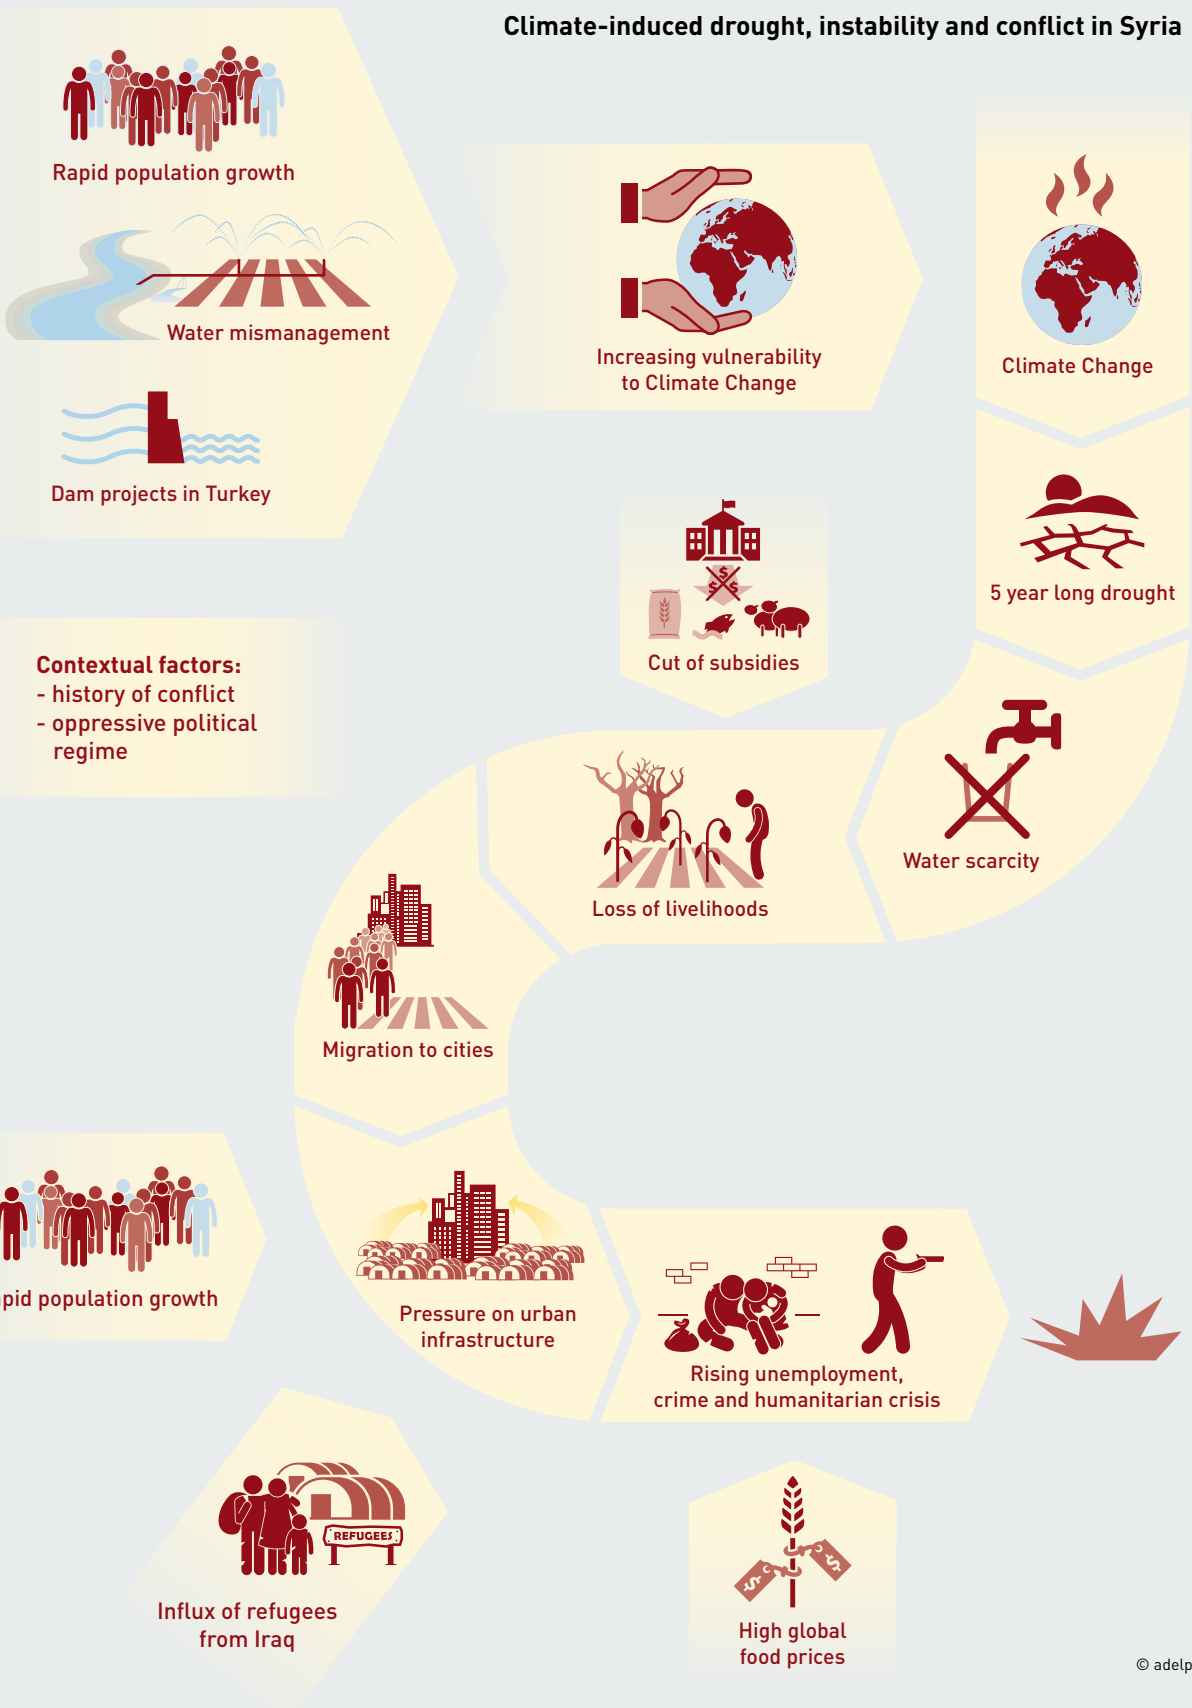 Climate-induced drought, instability and conflict in Syria
Rapid population growth
Water mismanagement
Dam projects in Turkey
Increasing vulnerability
to Climate Change
Climate Change
5 year long drought
Cut of subsidies
$
$ $
Contextual factors:
- history of conflict
- oppressive political
regime
Water scarcity
Loss of livelihoods
Migration to cities
pid population growth
Pressure on urban
infrastructure
Rising unemployment,
crime and humanitarian crisis
REFUGEES
Influx of refugees
from Iraq
$ $
High global
food prices
© adelp